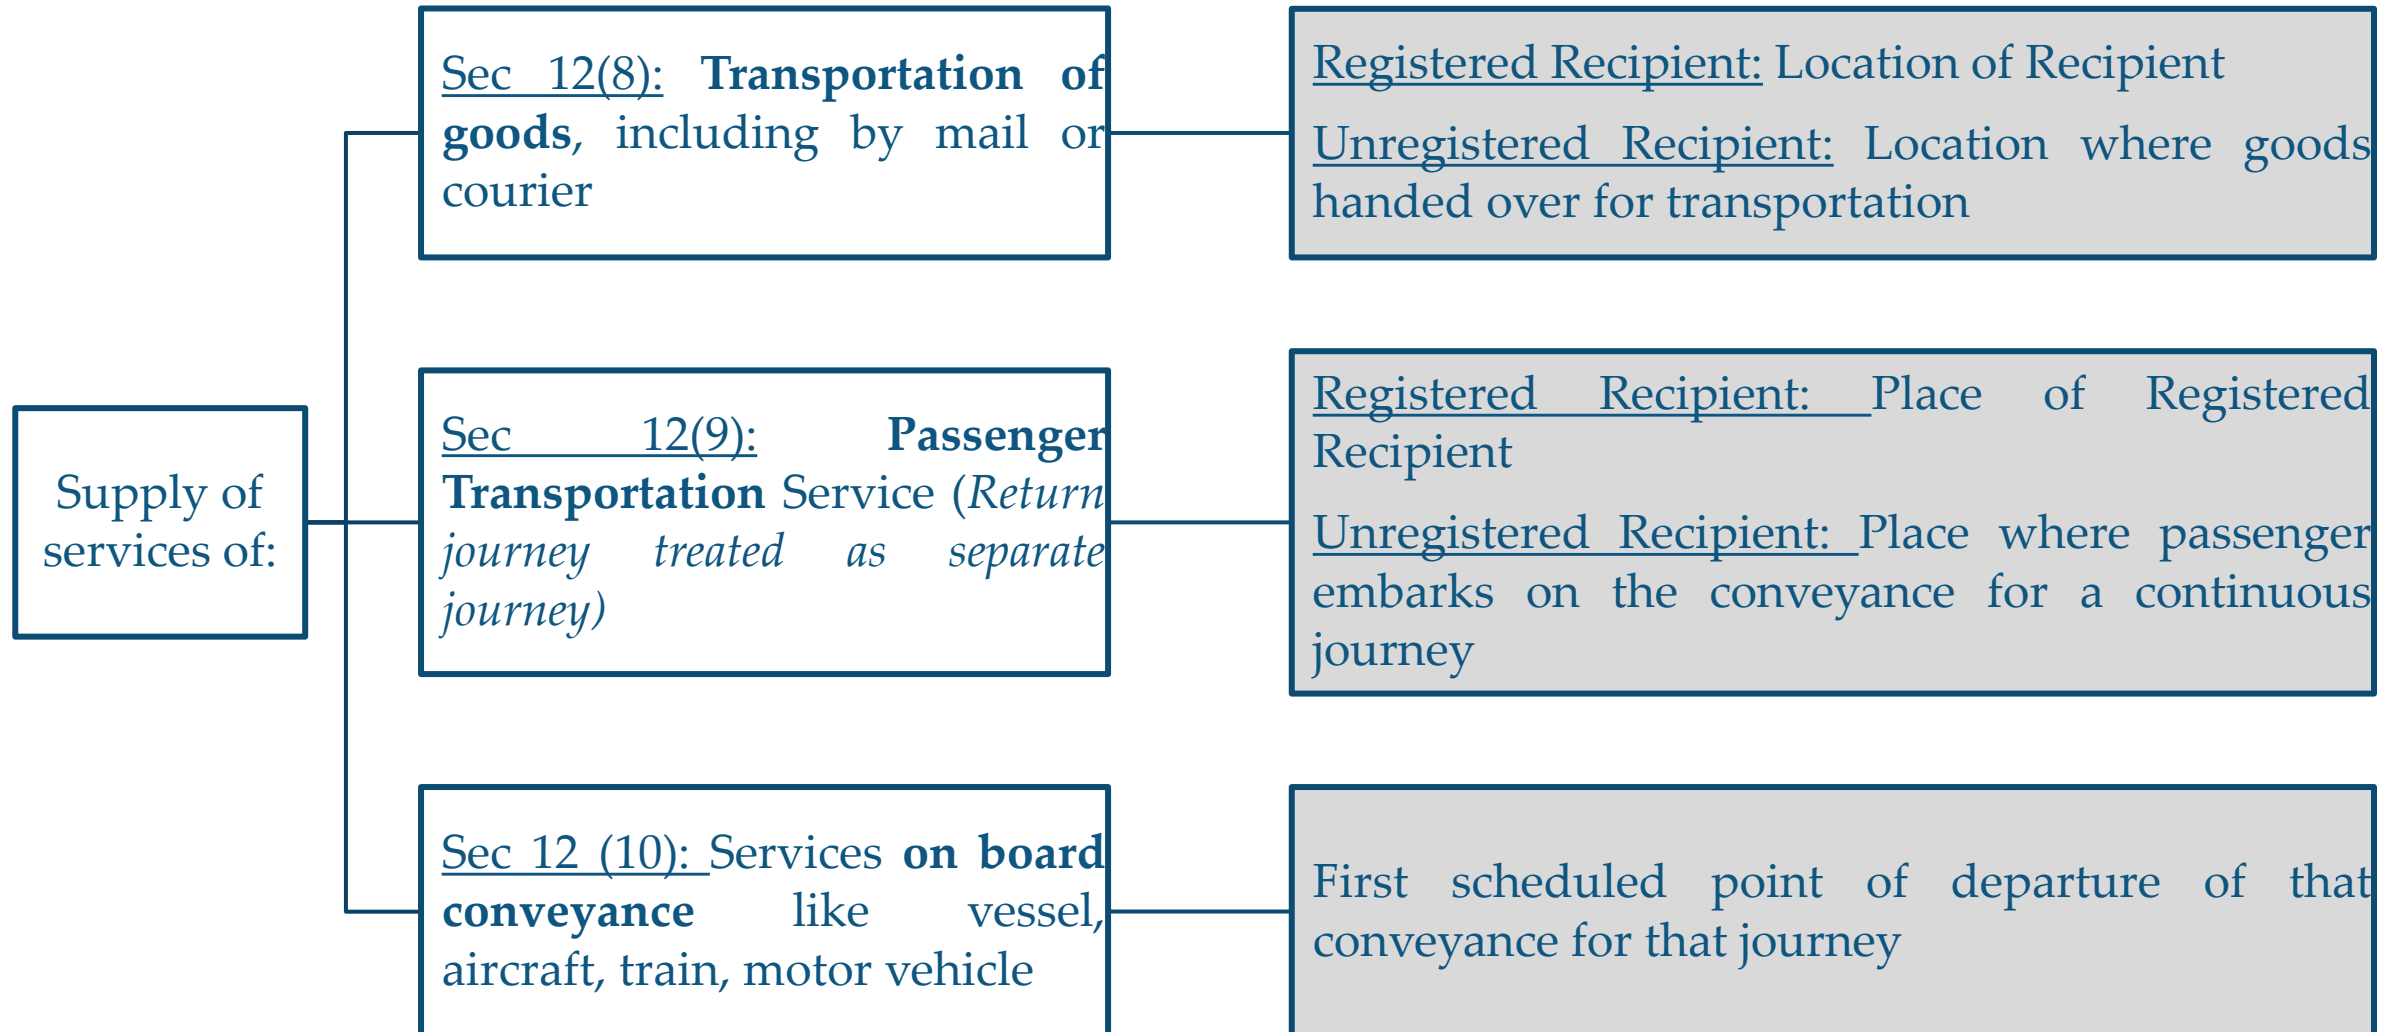 Supply of
services of:
Sec 12(8): Transportation of
goods, including by mail or
courier
Registered Recipient: Location of Recipient
Unregistered Recipient: Location where goods
handed over for transportation
Sec 12(9): Passenger
Transportation Service (Return
journey treated as separate
journey)
Registered Recipient: Place of Registered
Recipient
Unregistered Recipient: Place where passenger
embarks on the conveyance for a continuous
journey
Sec 12 (10): Services on board
conveyance like vessel,
aircraft, train, motor vehicle
First scheduled point of departure of that
conveyance for that journey